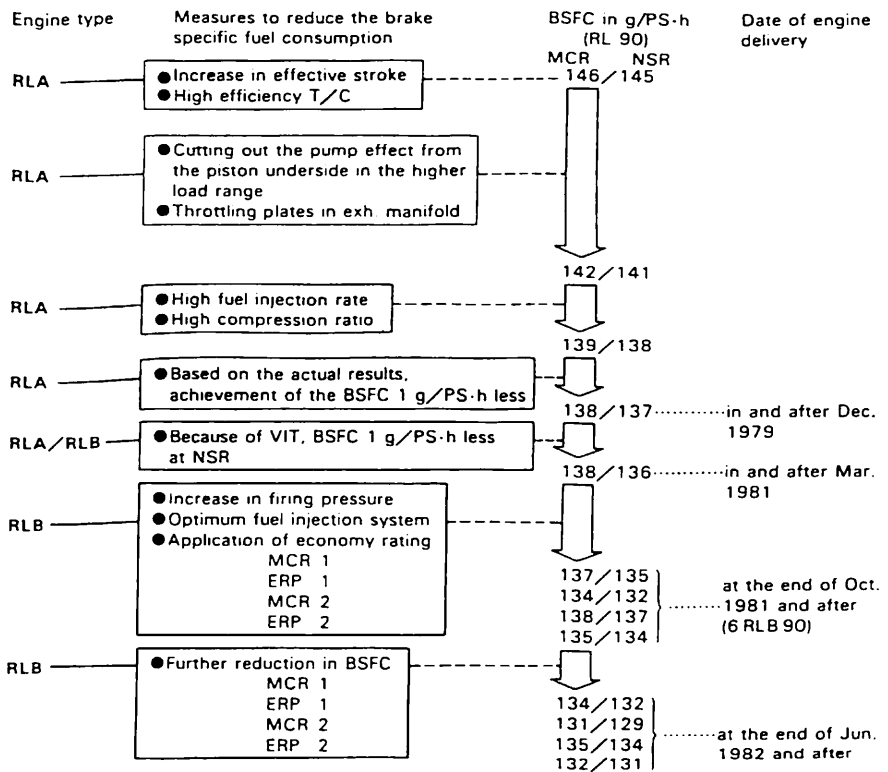 Engine type Measures to reduce the brake specific fuel consumption BSFC in g/PS·h (RL 90) Date of engine delivery
MCR NSR
RLA ● Increase in effective stroke 146/145
● High efficiency T/C
RLA ● Cutting out the pump effect from
the piston underside in the higher
load range
● Throttling plates in exh. manifold
142/141
RLA ● High fuel injection rate
● High compression ratio
139/138
RLA ● Based on the actual results,
achievement of the BSFC 1 g/PS·h less
138/137 in and after Dec.
1979
RLA/RLB ● Because of VIT, BSFC 1 g/PS·h less
at NSR
138/136 in and after Mar.
1981
RLB ● Increase in firing pressure
● Optimum fuel injection system
● Application of economy rating
MCR 1
ERP 1
MCR 2
ERP 2
137/135
134/132
138/137
135/134
at the end of Oct.
1981 and after
(6 RLB 90)
RLB ● Further reduction in BSFC
MCR 1
ERP 1
MCR 2
ERP 2
134/132
131/129
135/134
132/131
at the end of Jun.
1982 and after